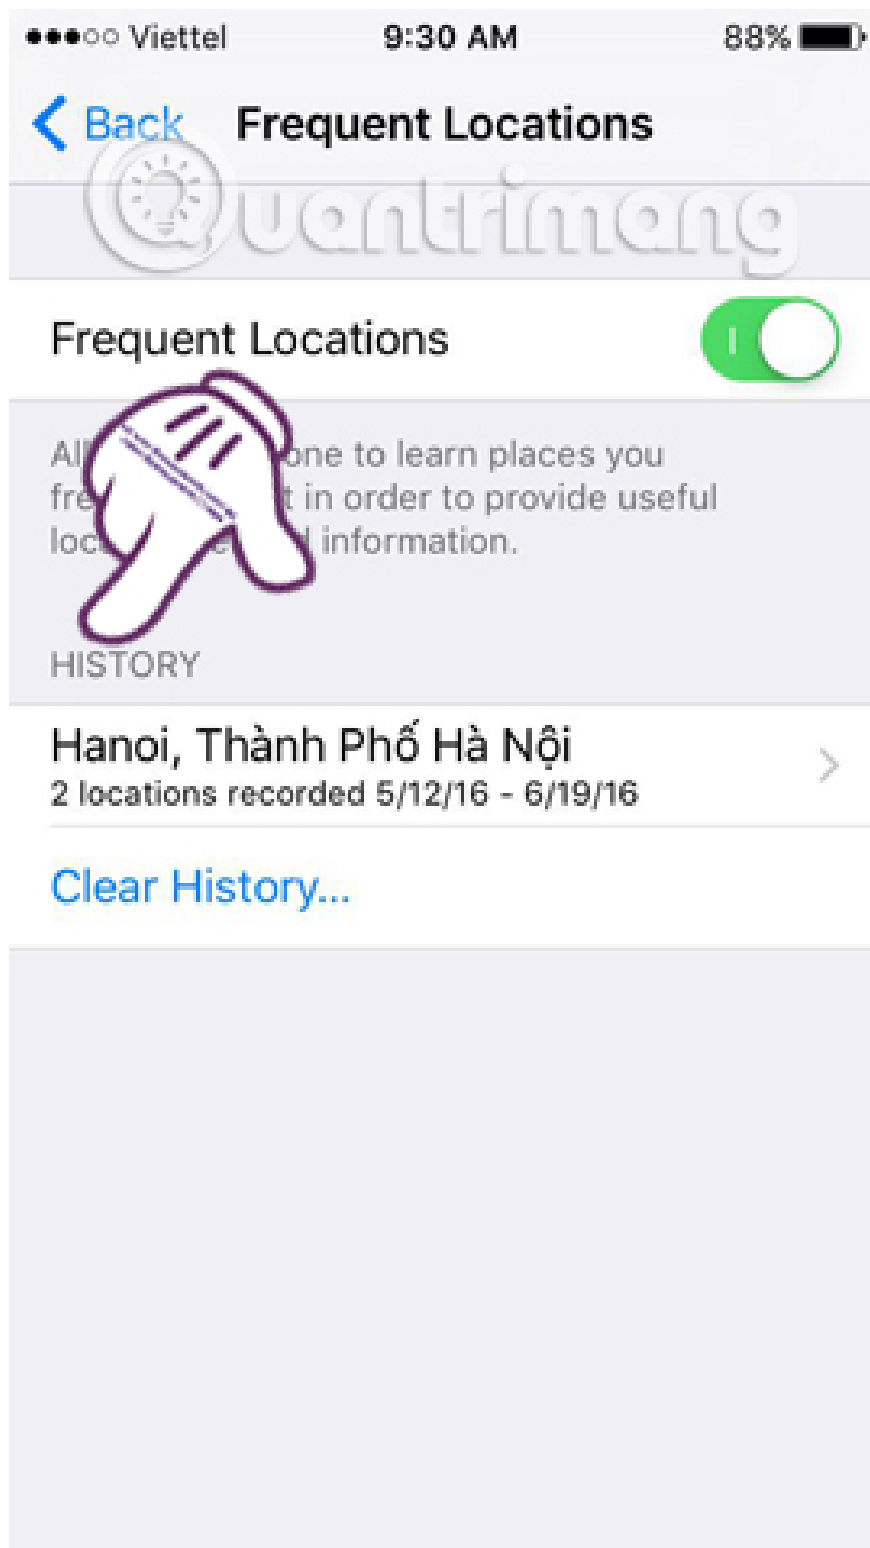 Viettel 9:30 AM 88%
Back Frequent Locations
Quantrimang
Frequent Locations
one to learn places you
in order to provide useful
information.
HISTORY
Hanoi, Thành Phố Hà Nội
2 locations recorded 5/12/16 - 6/19/16
Clear History...